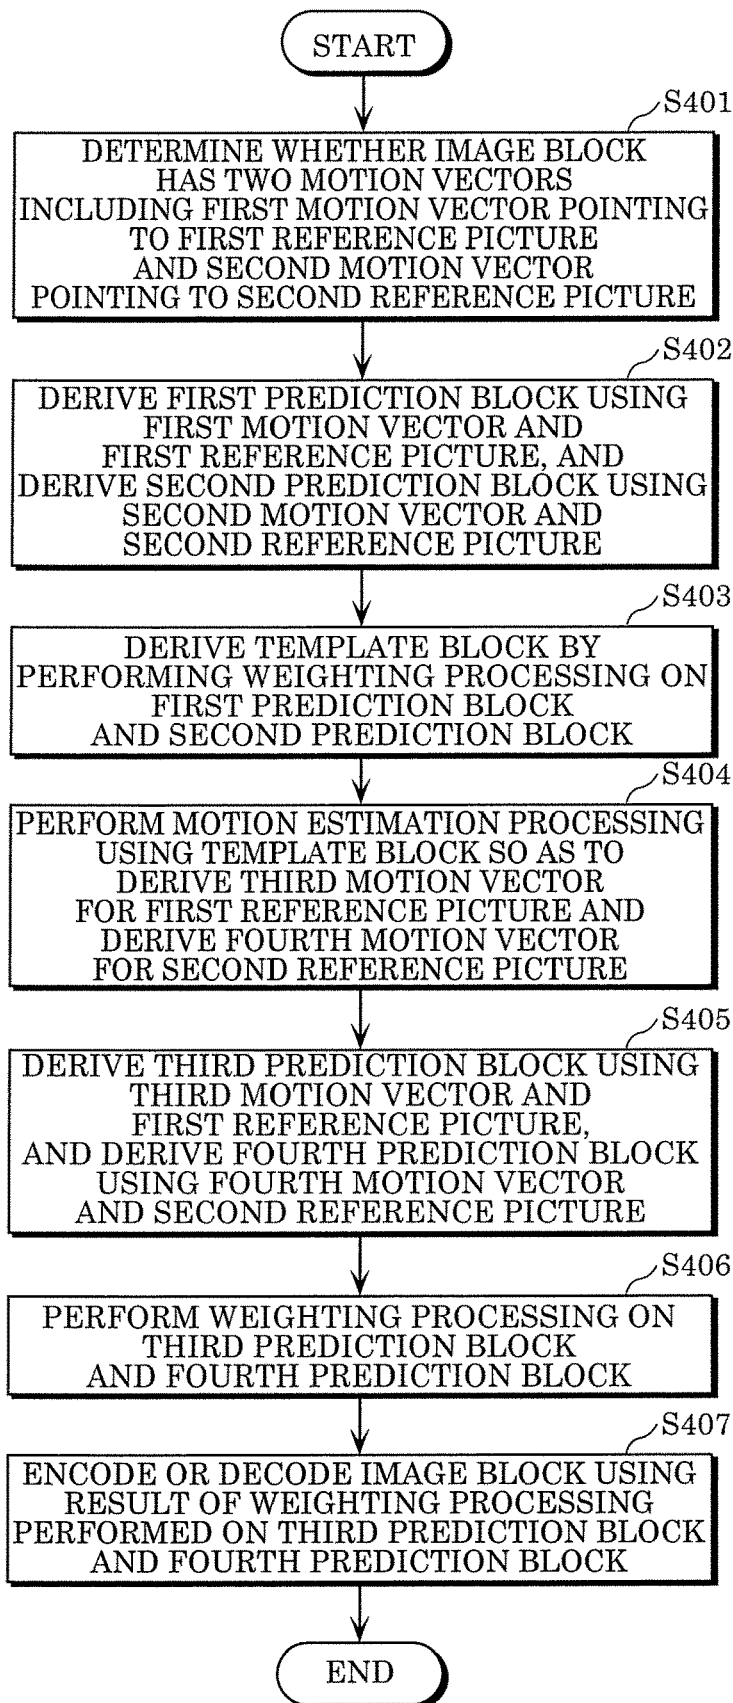 START
S401
DETERMINE WHETHER IMAGE BLOCK
HAS TWO MOTION VECTORS
INCLUDING FIRST MOTION VECTOR POINTING
TO FIRST REFERENCE PICTURE
AND SECOND MOTION VECTOR
POINTING TO SECOND REFERENCE PICTURE
S402
DERIVE FIRST PREDICTION BLOCK USING
FIRST MOTION VECTOR AND
FIRST REFERENCE PICTURE, AND
DERIVE SECOND PREDICTION BLOCK USING
SECOND MOTION VECTOR AND
SECOND REFERENCE PICTURE
S403
DERIVE TEMPLATE BLOCK BY
PERFORMING WEIGHTING PROCESSING ON
FIRST PREDICTION BLOCK
AND SECOND PREDICTION BLOCK
S404
PERFORM MOTION ESTIMATION PROCESSING
USING TEMPLATE BLOCK SO AS TO
DERIVE THIRD MOTION VECTOR
FOR FIRST REFERENCE PICTURE AND
DERIVE FOURTH MOTION VECTOR
FOR SECOND REFERENCE PICTURE
S405
DERIVE THIRD PREDICTION BLOCK USING
THIRD MOTION VECTOR AND
FIRST REFERENCE PICTURE,
AND DERIVE FOURTH PREDICTION BLOCK
USING FOURTH MOTION VECTOR
AND SECOND REFERENCE PICTURE
S406
PERFORM WEIGHTING PROCESSING ON
THIRD PREDICTION BLOCK
AND FOURTH PREDICTION BLOCK
S407
ENCODE OR DECODE IMAGE BLOCK USING
RESULT OF WEIGHTING PROCESSING
PERFORMED ON THIRD PREDICTION BLOCK
AND FOURTH PREDICTION BLOCK
END